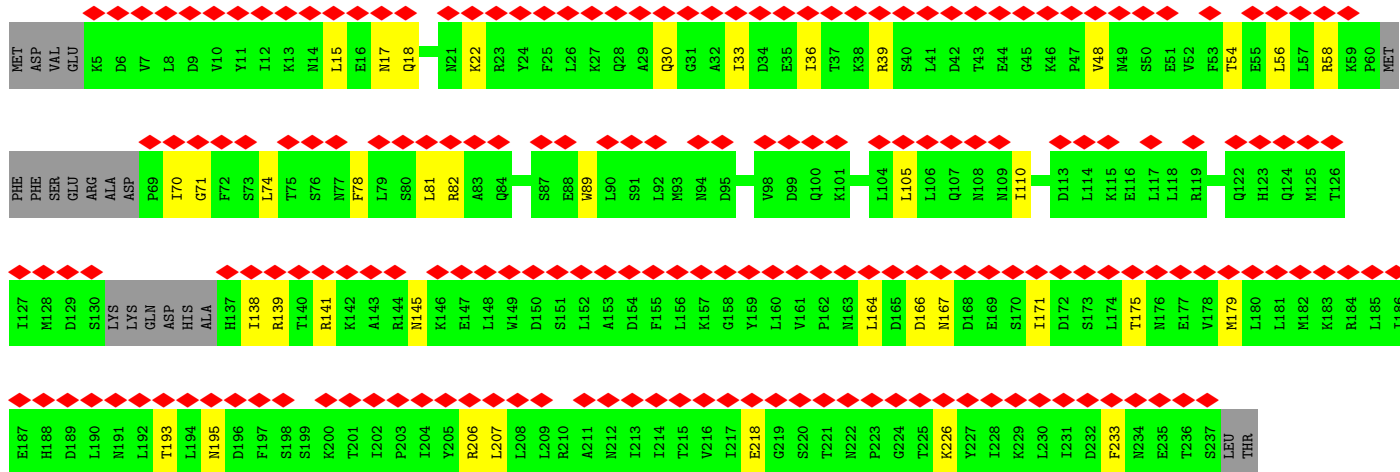 MET ASP VAL GLU K5 D6 V7 L8 D9 V10 Y11 I12 K13 N14 L15 E16 N17 Q18 N21 K22 R23 Y24 F25 L26 K27 Q28 A29 Q30 G31 A32 I33 D34 E35 I36 T37 K38 R39 S40 L41 D42 T43 E44 G45 K46 P47 V48 N49 S50 E51 V52 F53 T54 E55 L56 L57 R58 K59 P60 MET
PHE PHE SER GLU ARG ALA ASP P69 I70 G71 F72 S73 L74 T75 S76 N77 F78 L79 S80 L81 R82 A83 Q84 S87 E88 W89 L90 S91 L92 M93 N94 D95 V98 D99 Q100 K101 L104 L105 L106 Q107 N108 N109 I110 D113 L114 K115 E116 L117 L118 R119 Q122 H123 Q124 M125 T126
I127 M128 D129 S130 LYS LYS GLN ASP HIS ALA H137 I138 R139 T140 R141 K142 A143 R144 N145 K146 E147 L148 W149 D150 S151 L152 A153 D154 F155 L156 K157 G158 Y159 L160 V161 P162 N163 L164 D165 D166 N167 D168 E169 S170 I171 D172 S173 L174 T175 N176 E177 V178 M179 L180 L181 M182 K183 R184 L185 I186
E187 H188 D189 L190 N191 L192 T193 L194 N195 D196 F197 S198 S199 K200 T201 I202 P203 I204 Y205 R206 L207 L208 L209 R210 A211 N212 I213 I214 T215 V216 I217 E218 G219 S220 T221 N222 P223 G224 T225 K226 Y227 I228 K229 L230 I231 D232 F233 N234 E235 T236 S237 LEU THR